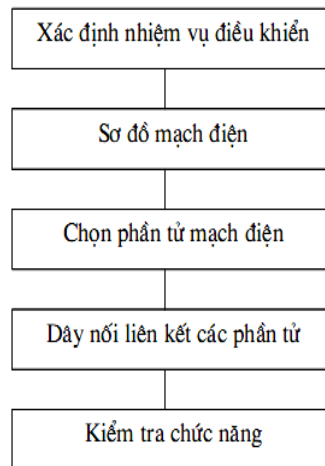 Xác định nhiệm vụ điều khiển
Sơ đồ mạch điện
Chọn phần tử mạch điện
Dây nối liên kết các phần tử
Kiểm tra chức năng